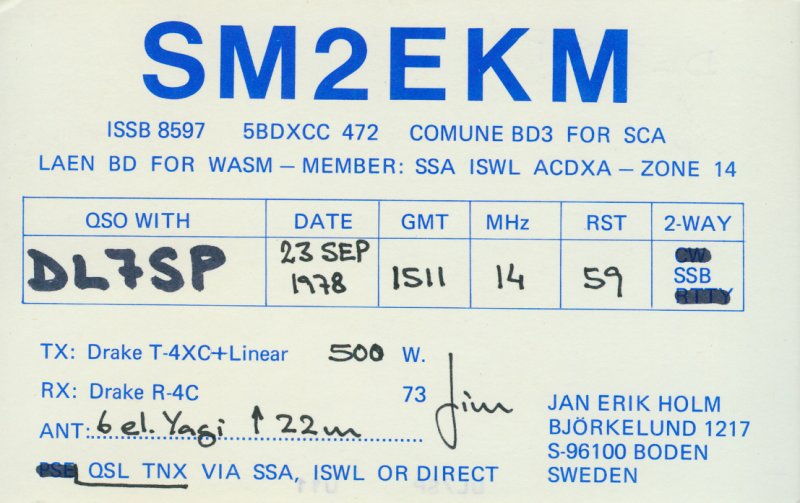 SM2EKM
ISSB 8597 5BDXCC 472 COMUNE BD3 FOR SCA
LAEN BD FOR WASM – MEMBER: SSA ISWL ACDXA – ZONE 14
QSO WITH DATE GMT MHz RST 2-WAY
DL7SP 23 SEP 1978 1511 14 59 CW SSB RTTY
TX: Drake T-4XC+Linear 500 W.
RX: Drake R-4C 73 Jim
ANT: 6 el. Yagi ↑ 22m
PSE QSL TNX VIA SSA, ISWL OR DIRECT
JAN ERIK HOLM
BJÖRKELUND 1217
S-96100 BODEN
SWEDEN